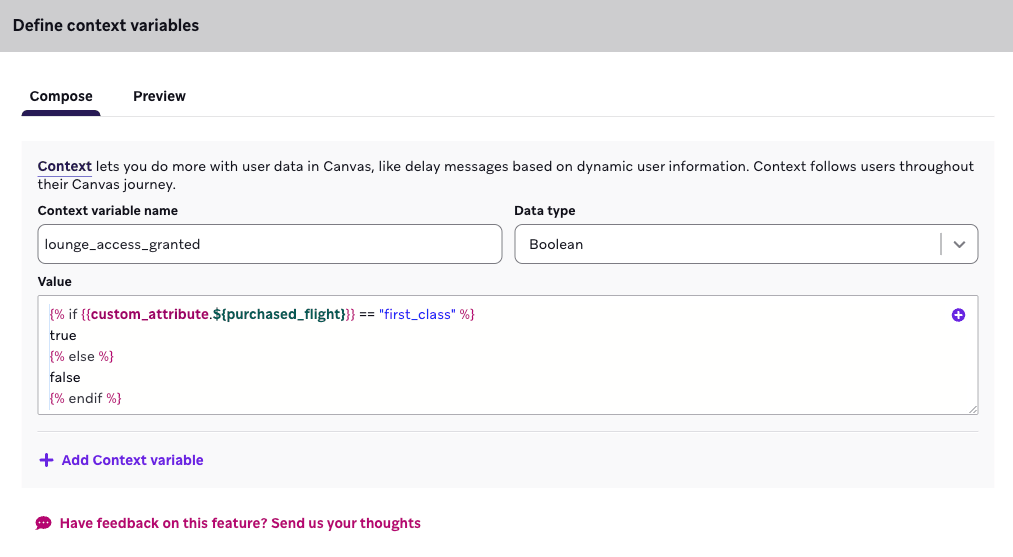 Define context variables
Compose
Preview
Context lets you do more with user data in Canvas, like delay messages based on dynamic user information. Context follows users throughout
their Canvas journey.
Context variable name
Data type
lounge_access_granted
Boolean
Value
{% if {{custom_attribute.${purchased_flight}}} == "first_class" %}
true
{% else %}
false
{% endif %}
Add Context variable
Have feedback on this feature? Send us your thoughts